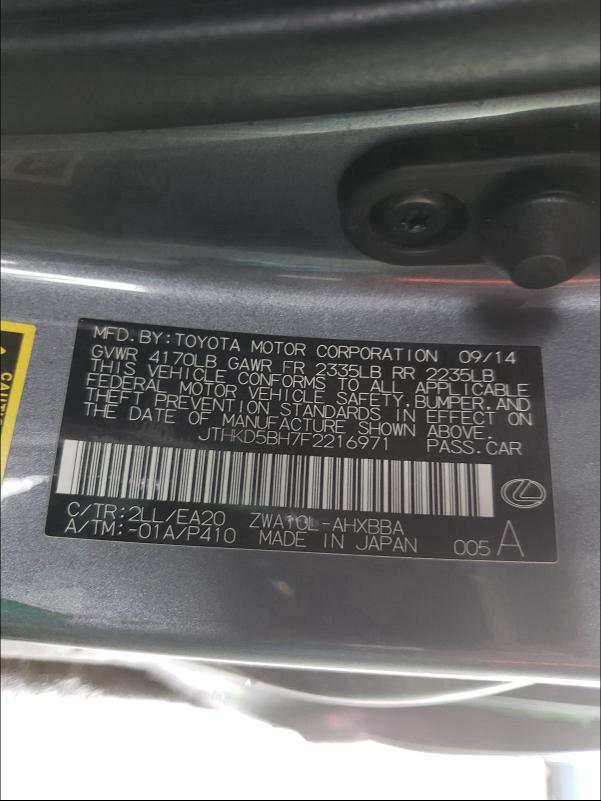 MFD. BY: TOYOTA MOTOR CORPORATION 09/14
GVWR 4170LB GAWR FR 2335LB RR 2235LB
THIS VEHICLE CONFORMS TO ALL APPLICABLE
FEDERAL MOTOR VEHICLE SAFETY, BUMPER, AND
THEFT PREVENTION STANDARDS IN EFFECT ON
THE DATE OF MANUFACTURE SHOWN ABOVE.
JTHKD5BH7F2216971 PASS. CAR
C/TR: 2LL/EA20 ZWA10L-AHXBBA
A/TM: -01A/P410 MADE IN JAPAN 005 A